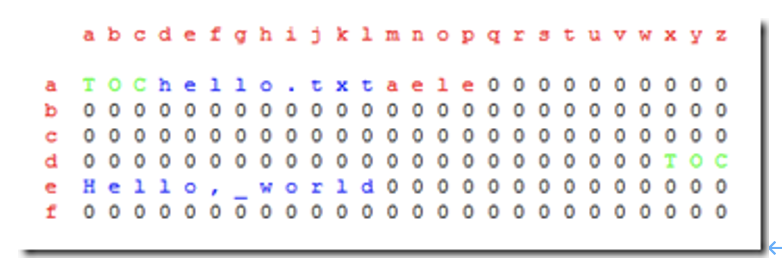 a b c d e f g h i j k l m n o p q r s t u v w x y z
a T O C h e l l o . t x t a e l e 0 0 0 0 0 0 0 0 0 0
b 0 0 0 0 0 0 0 0 0 0 0 0 0 0 0 0 0 0 0 0 0 0 0 0 0 0
c 0 0 0 0 0 0 0 0 0 0 0 0 0 0 0 0 0 0 0 0 0 0 0 0 0 0
d 0 0 0 0 0 0 0 0 0 0 0 0 0 0 0 0 0 0 0 0 0 0 0 T O C
e H e l l o , _ w o r l d 0 0 0 0 0 0 0 0 0 0 0 0 0 0
f 0 0 0 0 0 0 0 0 0 0 0 0 0 0 0 0 0 0 0 0 0 0 0 0 0 0